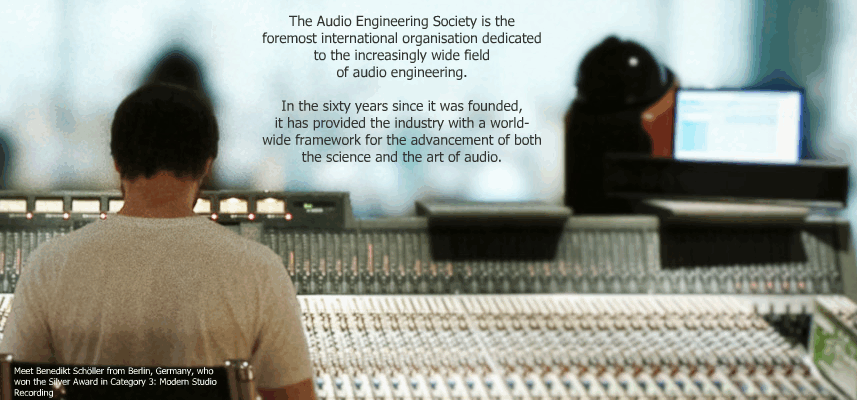 The Audio Engineering Society is the
foremost international organisation dedicated
to the increasingly wide field
of audio engineering.
In the sixty years since it was founded,
it has provided the industry with a world-
wide framework for the advancement of both
the science and the art of audio.
Meet Benedikt Schöller from Berlin, Germany, who
won the Silver Award in Category 3: Modern Studio
Recording